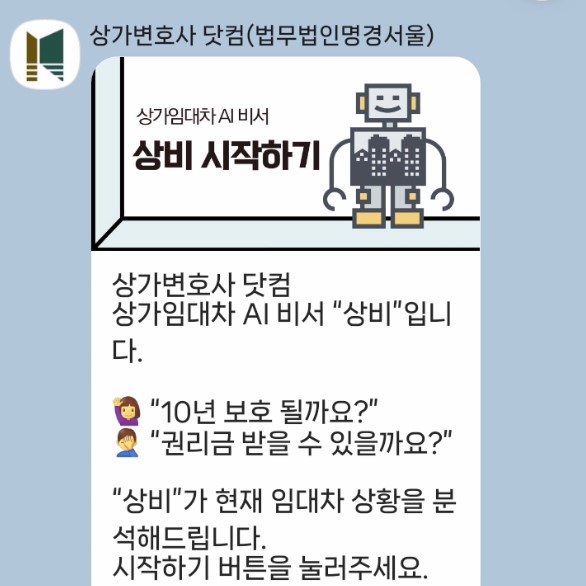 상가변호사 닷컴(법무법인명경서울)
상가임대차 AI 비서
상비 시작하기
상가변호사 닷컴
상가임대차 AI 비서 “상비”입니
다.
🙋‍♀️ “10년 보호 될까요?”
🤦‍♂️ “권리금 받을 수 있을까요?”
“상비”가 현재 임대차 상황을 분
석해드립니다.
시작하기 버튼을 눌러주세요.